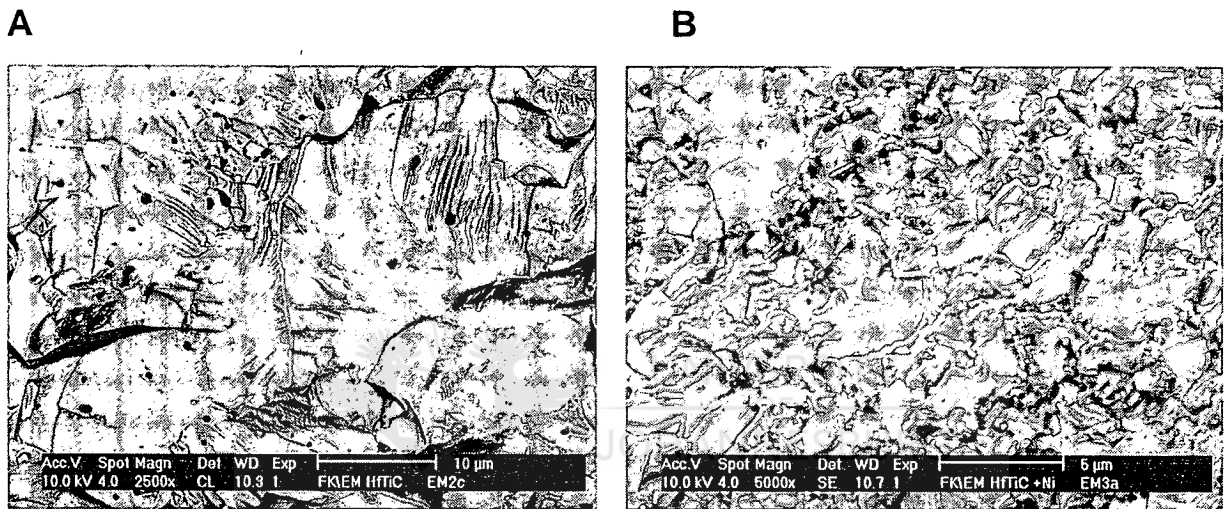 A
B
Acc.V Spot Magn Det WD Exp 10 µm
10.0 kV 4.0 2500x CL 10.3 1 FK\EM HfTiC EM2c
Acc.V Spot Magn Det WD Exp 5 µm
10.0 kV 4.0 5000x SE 10.7 1 FK\EM HfTiC +Ni EM3a